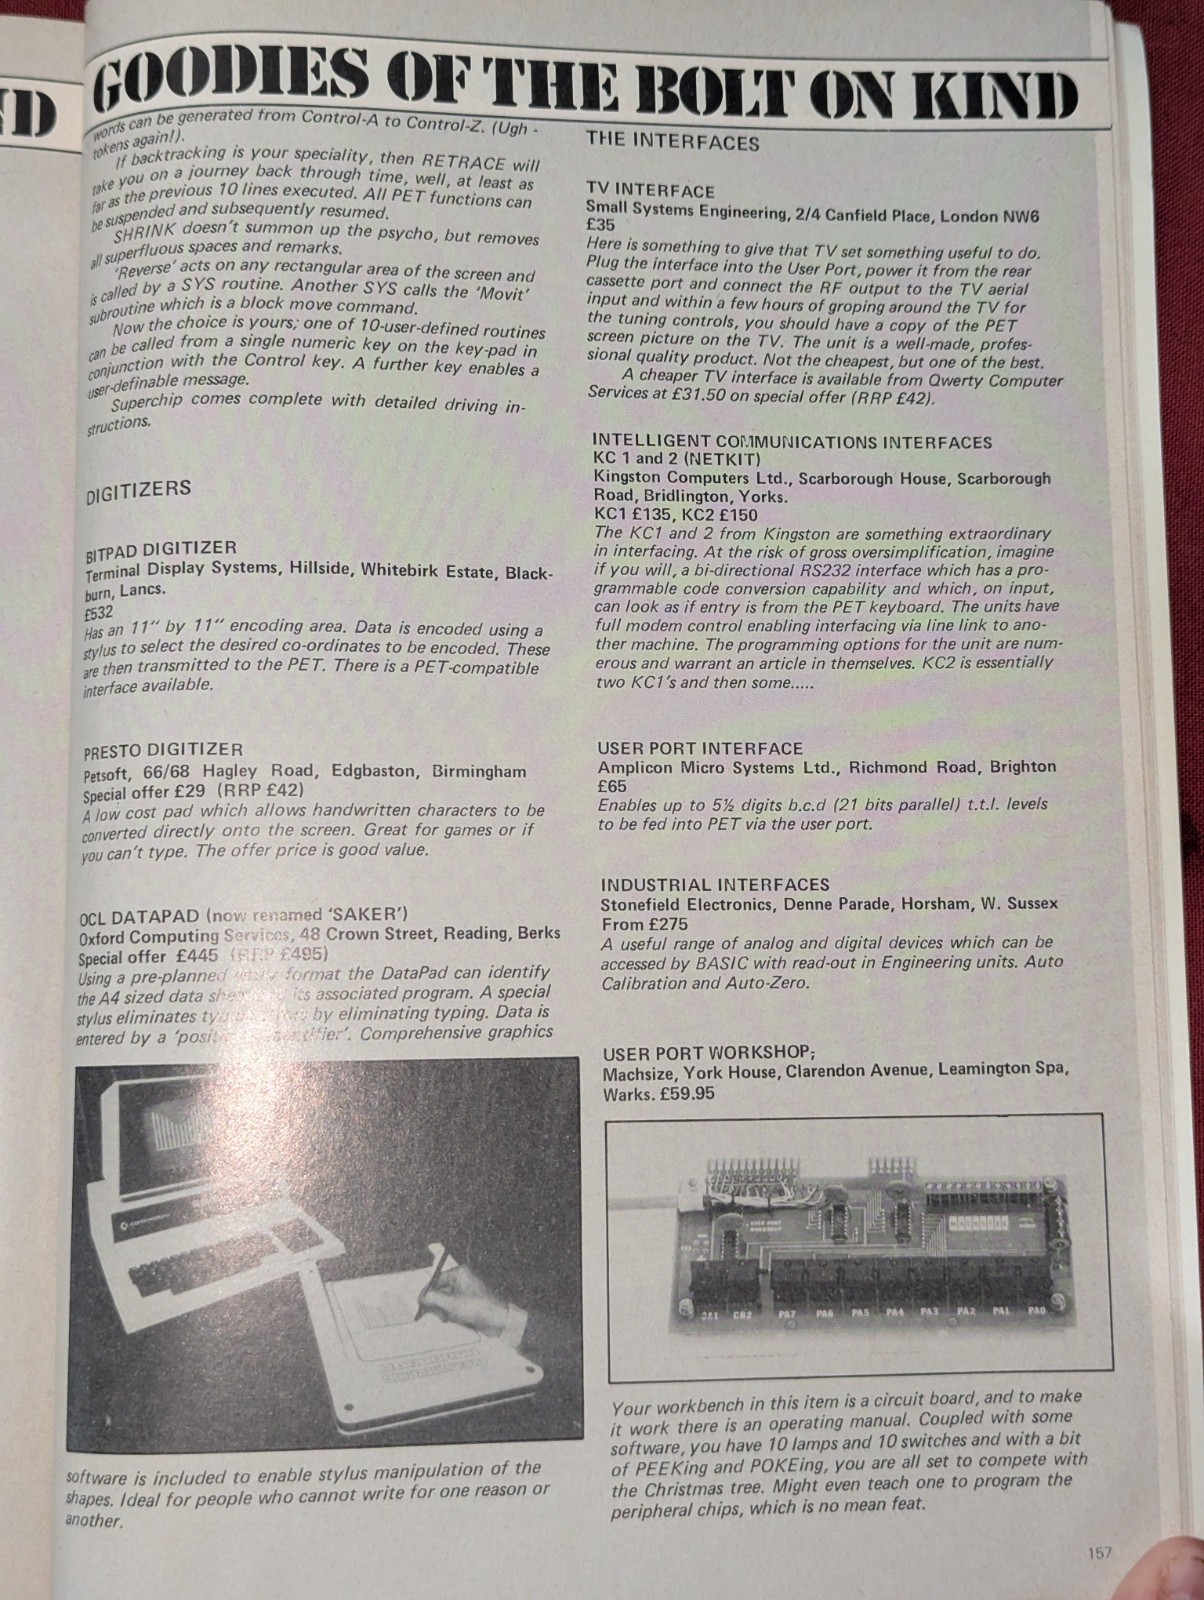 ND
GOODIES OF THE BOLT ON KIND
words can be generated from Control-A to Control-Z. (Ugh -
tokens again!).
If backtracking is your speciality, then RETRACE will
take you on a journey back through time, well, at least as
far as the previous 10 lines executed. All PET functions can
be suspended and subsequently resumed.
SHRINK doesn't summon up the psycho, but removes
all superfluous spaces and remarks.
'Reverse' acts on any rectangular area of the screen and
is called by a SYS routine. Another SYS calls the 'Movit'
subroutine which is a block move command.
Now the choice is yours; one of 10-user-defined routines
can be called from a single numeric key on the key-pad in
conjunction with the Control key. A further key enables a
user-definable message.
Superchip comes complete with detailed driving in-
structions.
DIGITIZERS
BITPAD DIGITIZER
Terminal Display Systems, Hillside, Whitebirk Estate, Black-
burn, Lancs.
£532
Has an 11" by 11" encoding area. Data is encoded using a
stylus to select the desired co-ordinates to be encoded. These
are then transmitted to the PET. There is a PET-compatible
interface available.
PRESTO DIGITIZER
Petsoft, 66/68 Hagley Road, Edgbaston, Birmingham
Special offer £29 (RRP £42)
A low cost pad which allows handwritten characters to be
converted directly onto the screen. Great for games or if
you can't type. The offer price is good value.
OCL DATAPAD (now renamed 'SAKER')
Oxford Computing Services, 48 Crown Street, Reading, Berks
Special offer £445 (RRP £495)
Using a pre-planned format the DataPad can identify
the A4 sized data its associated program. A special
stylus eliminates by eliminating typing. Data is
entered by a Comprehensive graphics
software is included to enable stylus manipulation of the
shapes. Ideal for people who cannot write for one reason or
another.
THE INTERFACES
TV INTERFACE
Small Systems Engineering, 2/4 Canfield Place, London NW6
£35
Here is something to give that TV set something useful to do.
Plug the interface into the User Port, power it from the rear
cassette port and connect the RF output to the TV aerial
input and within a few hours of groping around the TV for
the tuning controls, you should have a copy of the PET
screen picture on the TV. The unit is a well-made, profes-
sional quality product. Not the cheapest, but one of the best.
A cheaper TV interface is available from Qwerty Computer
Services at £31.50 on special offer (RRP £42).
INTELLIGENT COMMUNICATIONS INTERFACES
KC 1 and 2 (NETKIT)
Kingston Computers Ltd., Scarborough House, Scarborough
Road, Bridlington, Yorks.
KC1 £135, KC2 £150
The KC1 and 2 from Kingston are something extraordinary
in interfacing. At the risk of gross oversimplification, imagine
if you will, a bi-directional RS232 interface which has a pro-
grammable code conversion capability and which, on input,
can look as if entry is from the PET keyboard. The units have
full modem control enabling interfacing via line link to ano-
ther machine. The programming options for the unit are num-
erous and warrant an article in themselves. KC2 is essentially
two KC1's and then some.....
USER PORT INTERFACE
Amplicon Micro Systems Ltd., Richmond Road, Brighton
£65
Enables up to 5½ digits b.c.d (21 bits parallel) t.t.l. levels
to be fed into PET via the user port.
INDUSTRIAL INTERFACES
Stonefield Electronics, Denne Parade, Horsham, W. Sussex
From £275
A useful range of analog and digital devices which can be
accessed by BASIC with read-out in Engineering units. Auto
Calibration and Auto-Zero.
USER PORT WORKSHOP;
Machsize, York House, Clarendon Avenue, Leamington Spa,
Warks. £59.95
USER PORT
WORKSHOP
CB2 PA7 PA6 PA5 PA4 PA3 PA2 PA1 PA0
Your workbench in this item is a circuit board, and to make
it work there is an operating manual. Coupled with some
software, you have 10 lamps and 10 switches and with a bit
of PEEKing and POKEing, you are all set to compete with
the Christmas tree. Might even teach one to program the
peripheral chips, which is no mean feat.
157